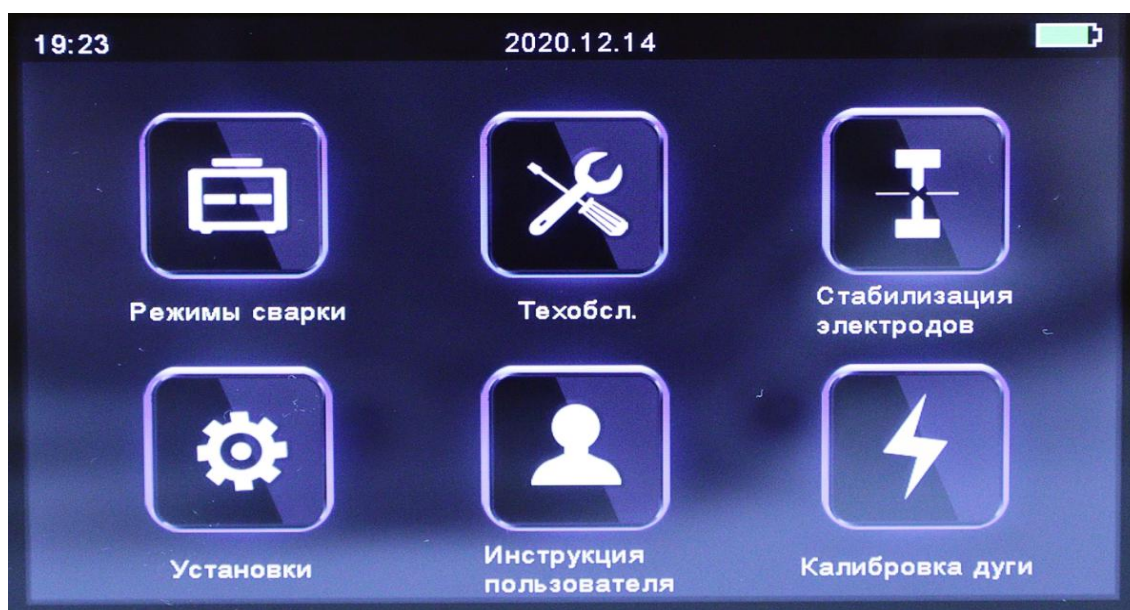 19:23
2020.12.14
Режимы сварки
Техобсл.
Стабилизация
электродов
Установки
Инструкция
пользователя
Калибровка дуги